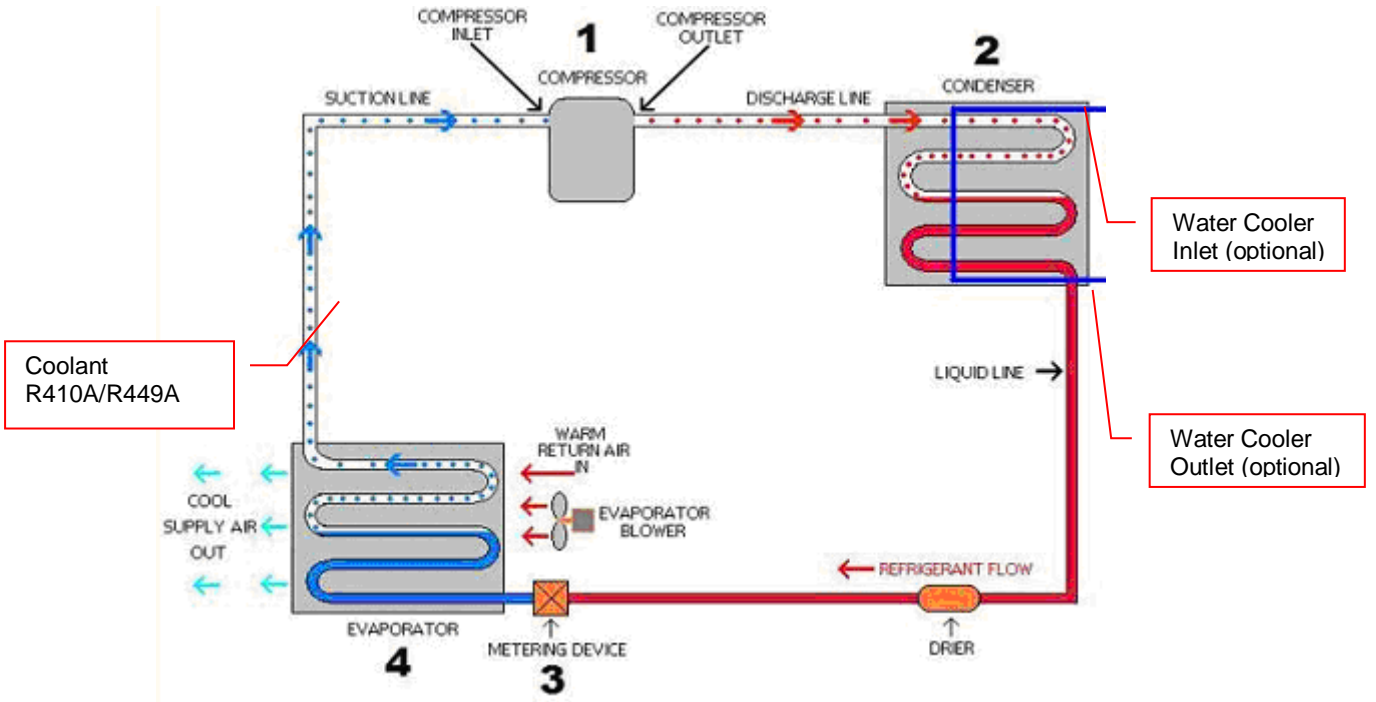 COMPRESSOR
INLET
1
COMPRESSOR
OUTLET
COMPRESSOR
2
CONDENSER
SUCTION LINE
DISCHARGE LINE
Water Cooler
Inlet (optional)
Coolant
R410A/R449A
LIQUID LINE
Water Cooler
Outlet (optional)
WARM
RETURN AIR
IN
COOL
SUPPLY AIR
OUT
EVAPORATOR
BLOWER
REFRIGERANT FLOW
EVAPORATOR
4
METERING DEVICE
3
DRIER